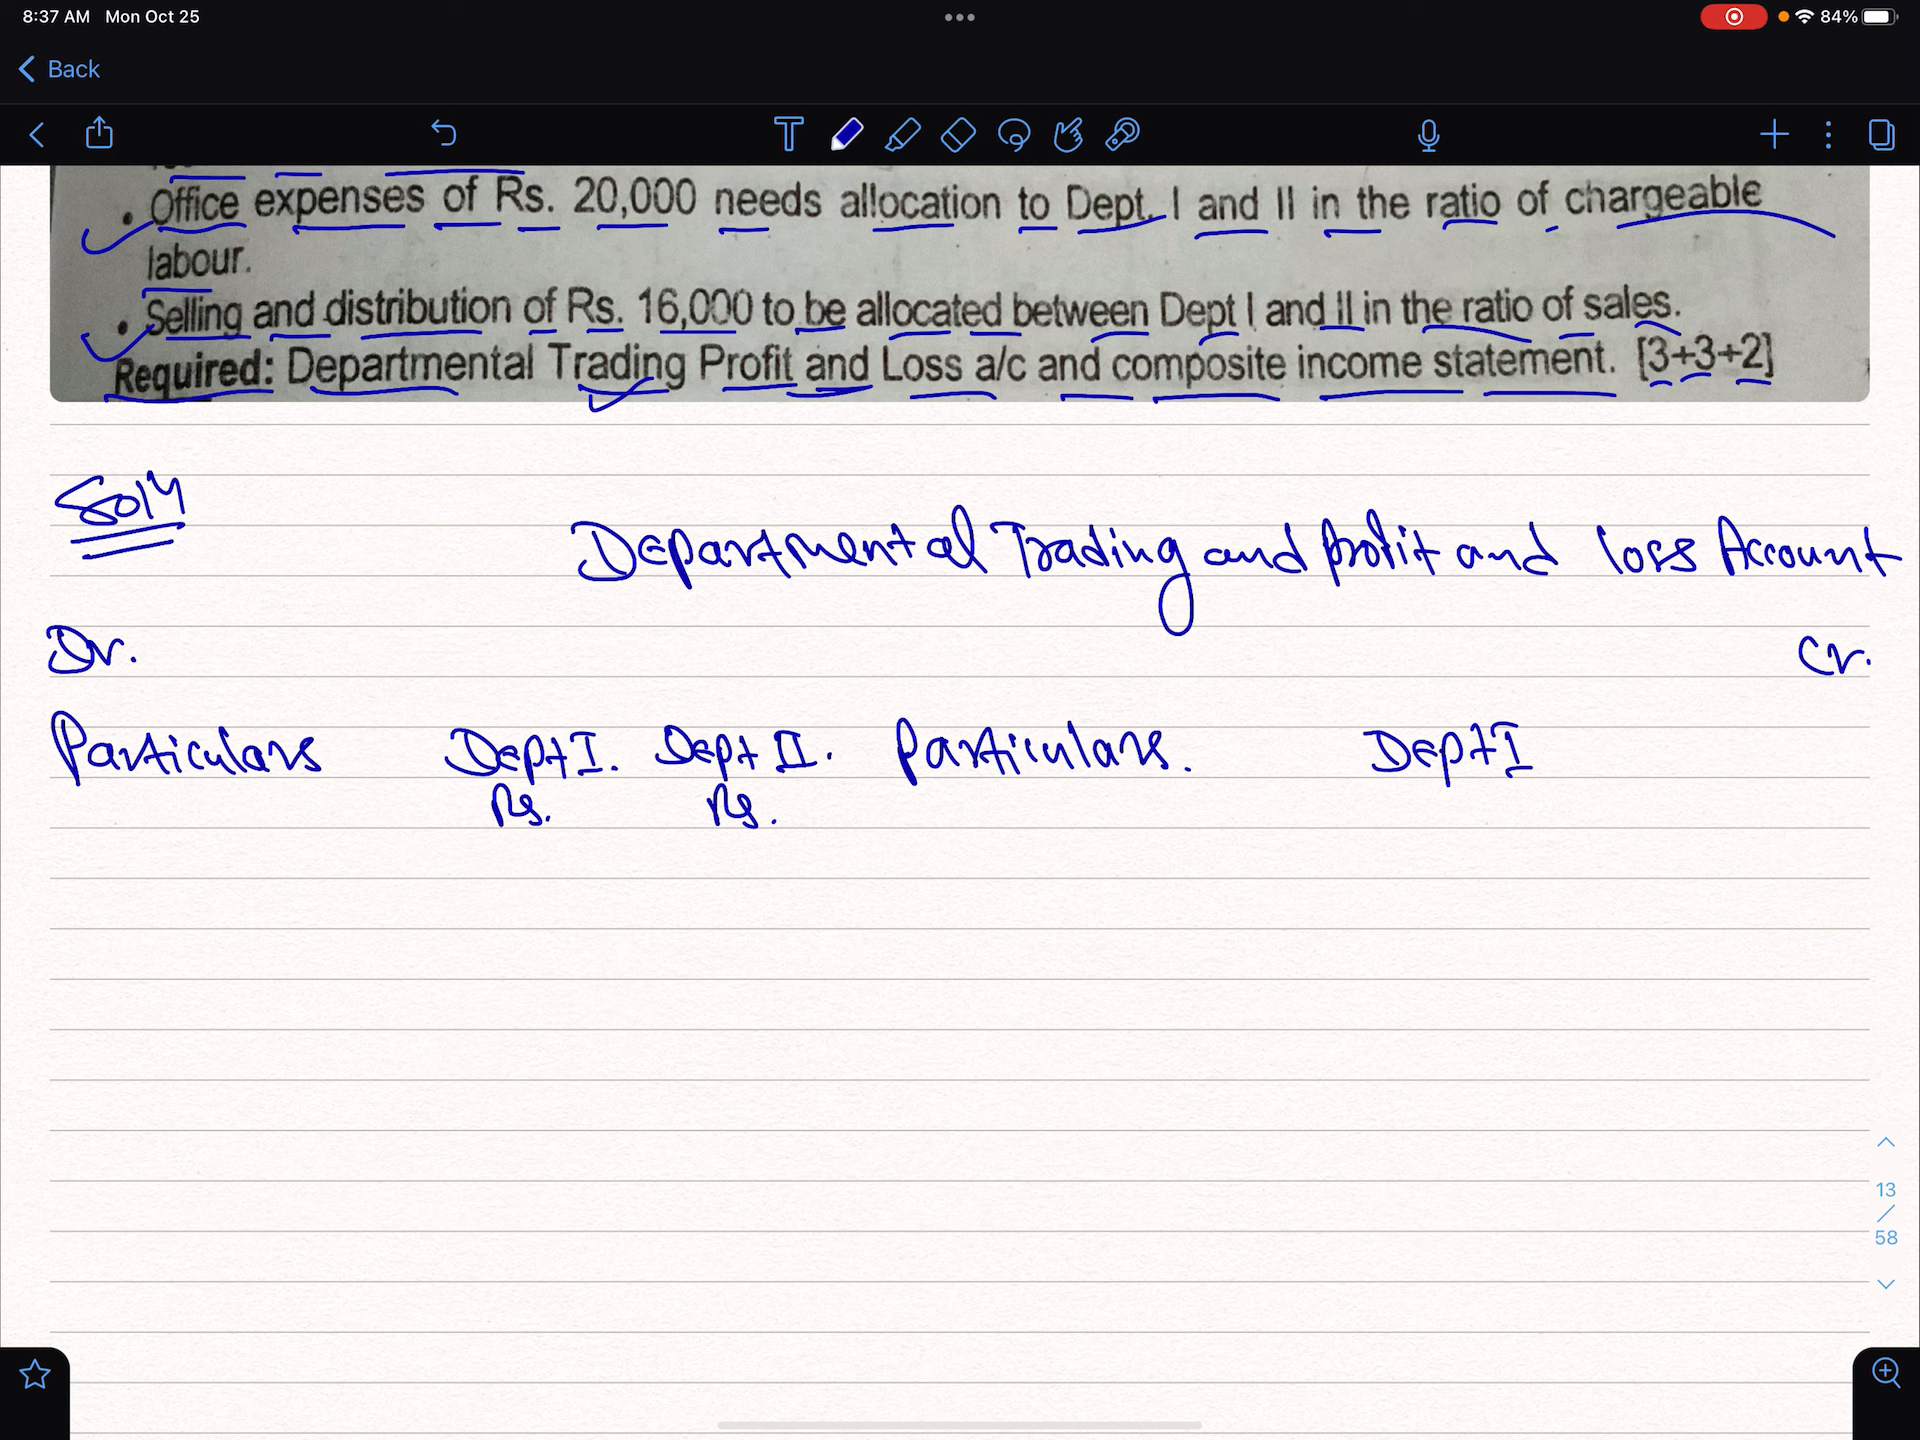 8:37 AM Mon Oct 25
84%
Back
• Office expenses of Rs. 20,000 needs allocation to Dept. I and II in the ratio of chargeable
labour.
• Selling and distribution of Rs. 16,000 to be allocated between Dept I and II in the ratio of sales.
Required: Departmental Trading Profit and Loss a/c and composite income statement. [3+3+2]
Soln
Departmental Trading and profit and loss Account
Dr. Cr.
Particulars Dept I. Dept II. Particulars. Dept I
Rs. Rs.
13
/
58